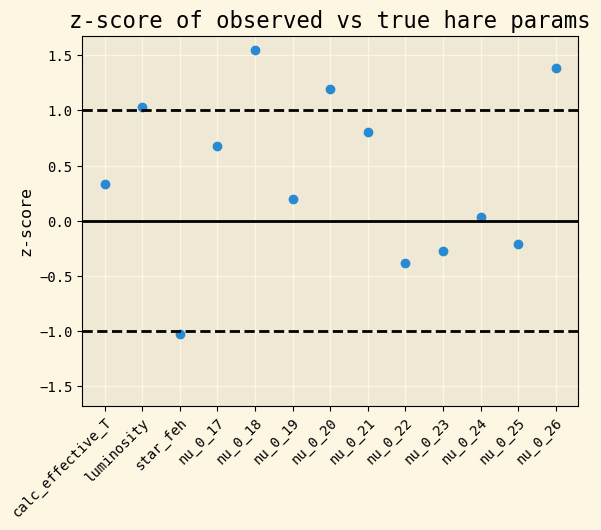 z-score of observed vs true hare params
z-score
1.5
1.0
0.5
0.0
−0.5
−1.0
−1.5
calc_effective_T
luminosity
star_feh
nu_0_17
nu_0_18
nu_0_19
nu_0_20
nu_0_21
nu_0_22
nu_0_23
nu_0_24
nu_0_25
nu_0_26